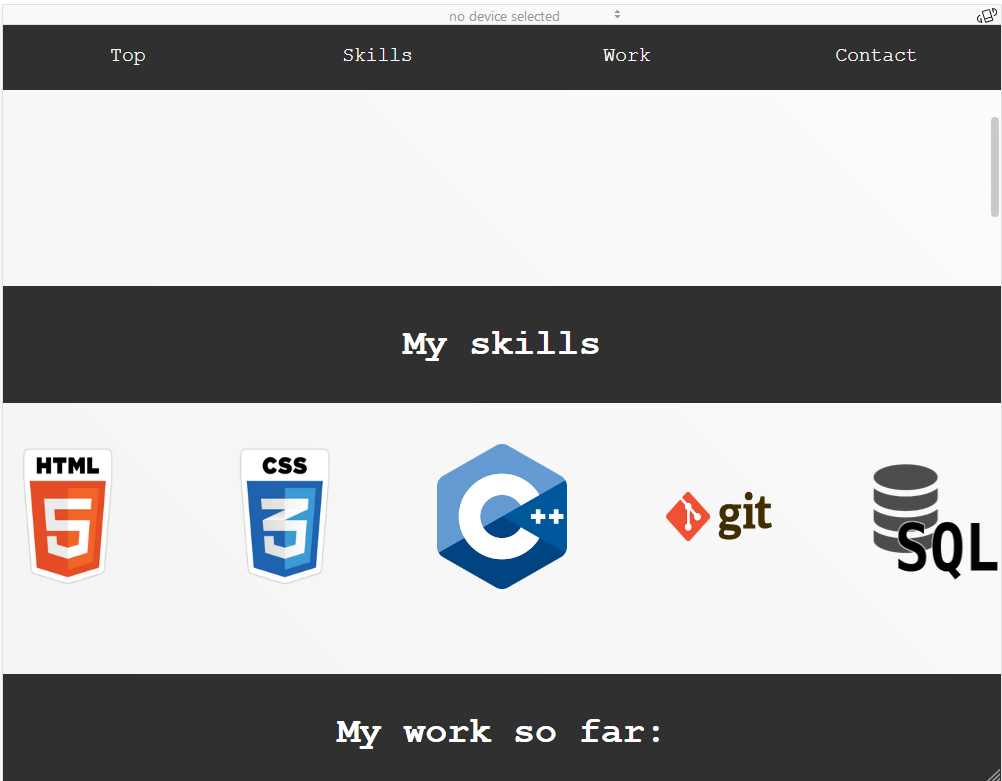 no device selected
Top Skills Work Contact
My skills
HTML 5 CSS 3 C++ git SQL
My work so far: